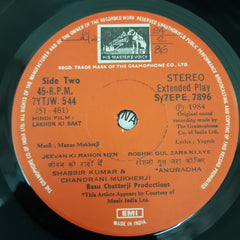 "HIS MASTER'S VOICE"
REGD. TRADE MARK OF THE GRAMOPHONE CO. LTD.
Side Two
45-R.P.M.
7YTJW. 544
(51-481)
HINDI FILM:
LAKHON KI BAAT
STEREO
Extended Play
S/7EPE. 7896
℗ 1984
Original sound
recording made
by The
Gramophone
Co. of India Ltd.
Music : Manas Mukherji
Lyrics : Yogesh
JEEVAN KI RAHON MEN
ROSHNI GUL ZARA KIJYE
जीवन की राहों में
रोशनी गुल ज़रा कीजिए
SHABBIR KUMAR &
CHANDRANI MUKHERJI
*ANURADHA
Basu Chatterji Productions
*This Artiste Appears by Courtesy of
Music India Ltd.
EMI
MADE IN INDIA